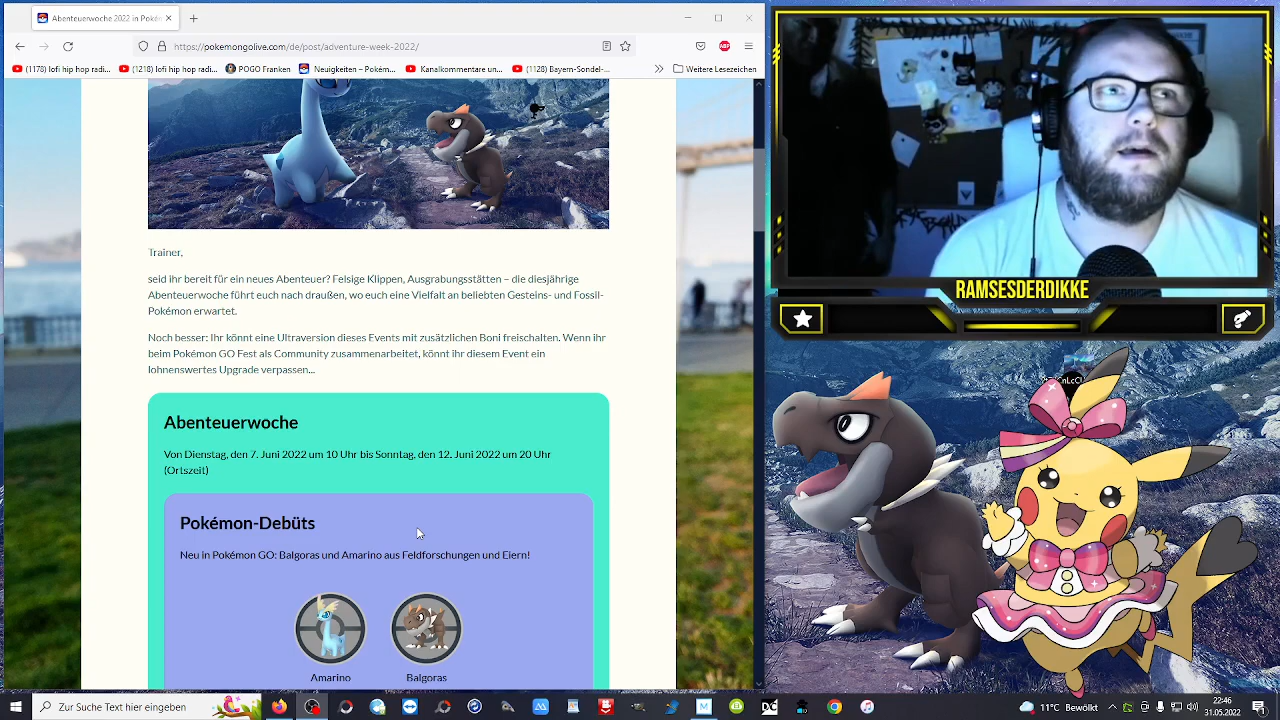 Abenteuerwoche 2022 in Pokém
https://pokemongolive.com/de/post/adventure-week-2022/
(1178) lofi hip hop radi...
(1218) lofi hip hop radi...
POGO Franken
Neuigkeiten – Pokém...
Kanalkommentare un...
(1128) Bayern-Sondel-...
Weitere Lesezeichen
ABP
Trainer,
seid ihr bereit für ein neues Abenteuer? Felsige Klippen, Ausgrabungsstätten – die diesjährige
Abenteuerwoche führt euch nach draußen, wo euch eine Vielfalt an beliebten Gesteins- und Fossil-
Pokémon erwartet.
Noch besser: Ihr könnt eine Ultraversion dieses Events mit zusätzlichen Boni freischalten. Wenn ihr
beim Pokémon GO Fest als Community zusammenarbeitet, könnt ihr diesem Event ein
lohnenswertes Upgrade verpassen...
Abenteuerwoche
Von Dienstag, den 7. Juni 2022 um 10 Uhr bis Sonntag, den 12. Juni 2022 um 20 Uhr
(Ortszeit)
Pokémon-Debüts
Neu in Pokémon GO: Balgoras und Amarino aus Feldforschungen und Eiern!
RAMSESDERDIKKE
Zur Suche Text hier eingeben
11°C Bewölkt
22:46
31.05.2022